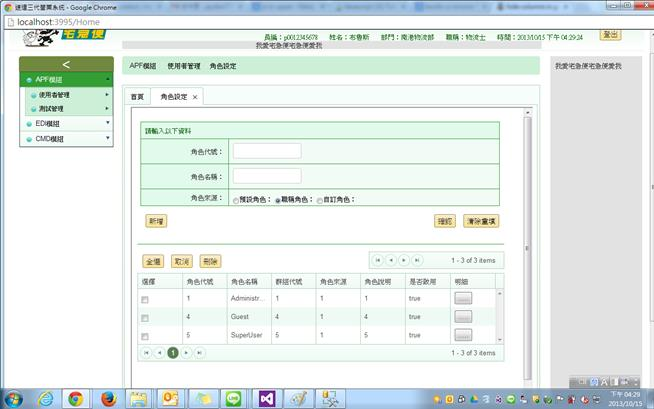 速達三代營業系統 - Google Chrome
localhost:3995/Home
宅急便
員編：p0012345678 姓名：布魯斯 部門：南港物流部 職稱：物流士 時間：2013/10/15 下午 04:29:24
登出
我愛宅急便宅急便愛我
<
APF模組
使用者管理
測試管理
EDI模組
CMD模組
APF模組 使用者管理 角色設定
我愛宅急便宅急便愛我
首頁 角色設定 ×
請輸入以下資料
角色代號：
角色名稱：
角色來源： 預設角色： 職稱角色： 自訂角色：
新增 確認 清除重填
全選 取消 刪除
1 - 3 of 3 items
選擇 角色代號 角色名稱 群組代號 角色來源 角色說明 是否啟用 明細
1 Administr... 1 1 1 true ......
4 Guest 4 1 4 true ......
5 SuperUser 5 1 5 true ......
1
1 - 3 of 3 items
CH
下午 04:29
2013/10/15